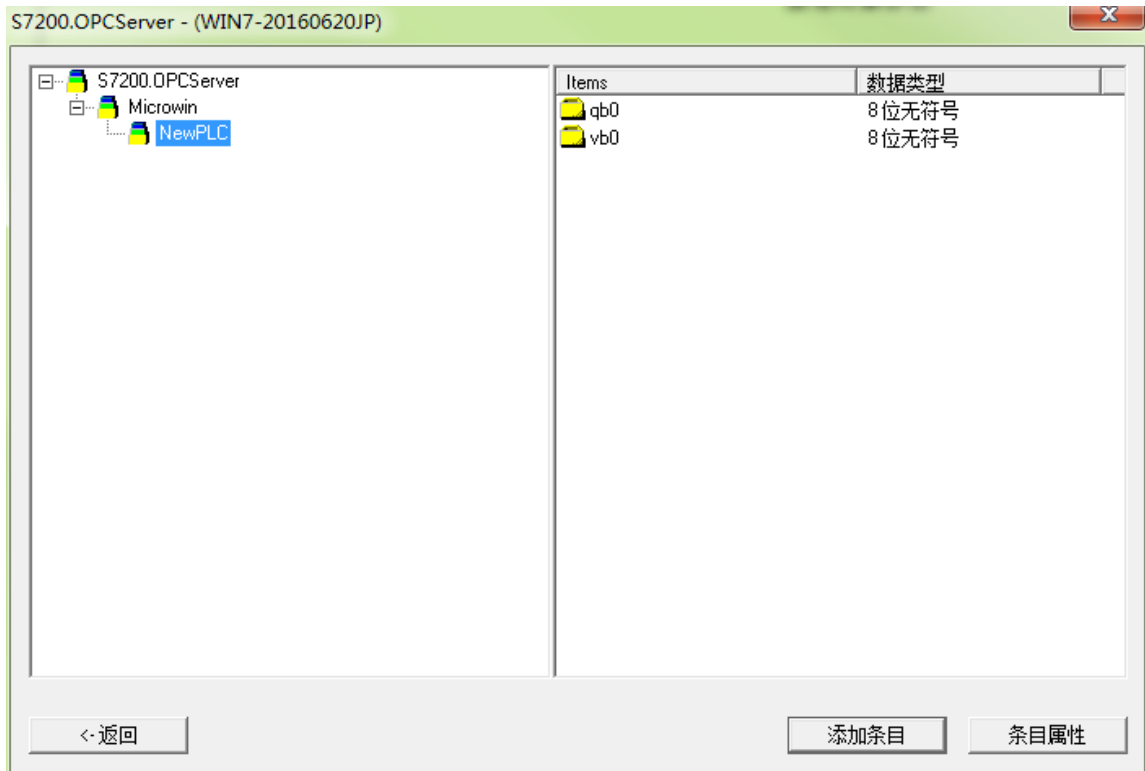 S7200.OPCServer - (WIN7-20160620JP)
S7200.OPCServer
Microwin
NewPLC
Items 数据类型
qb0 8位无符号
vb0 8位无符号
<-返回 添加条目 条目属性